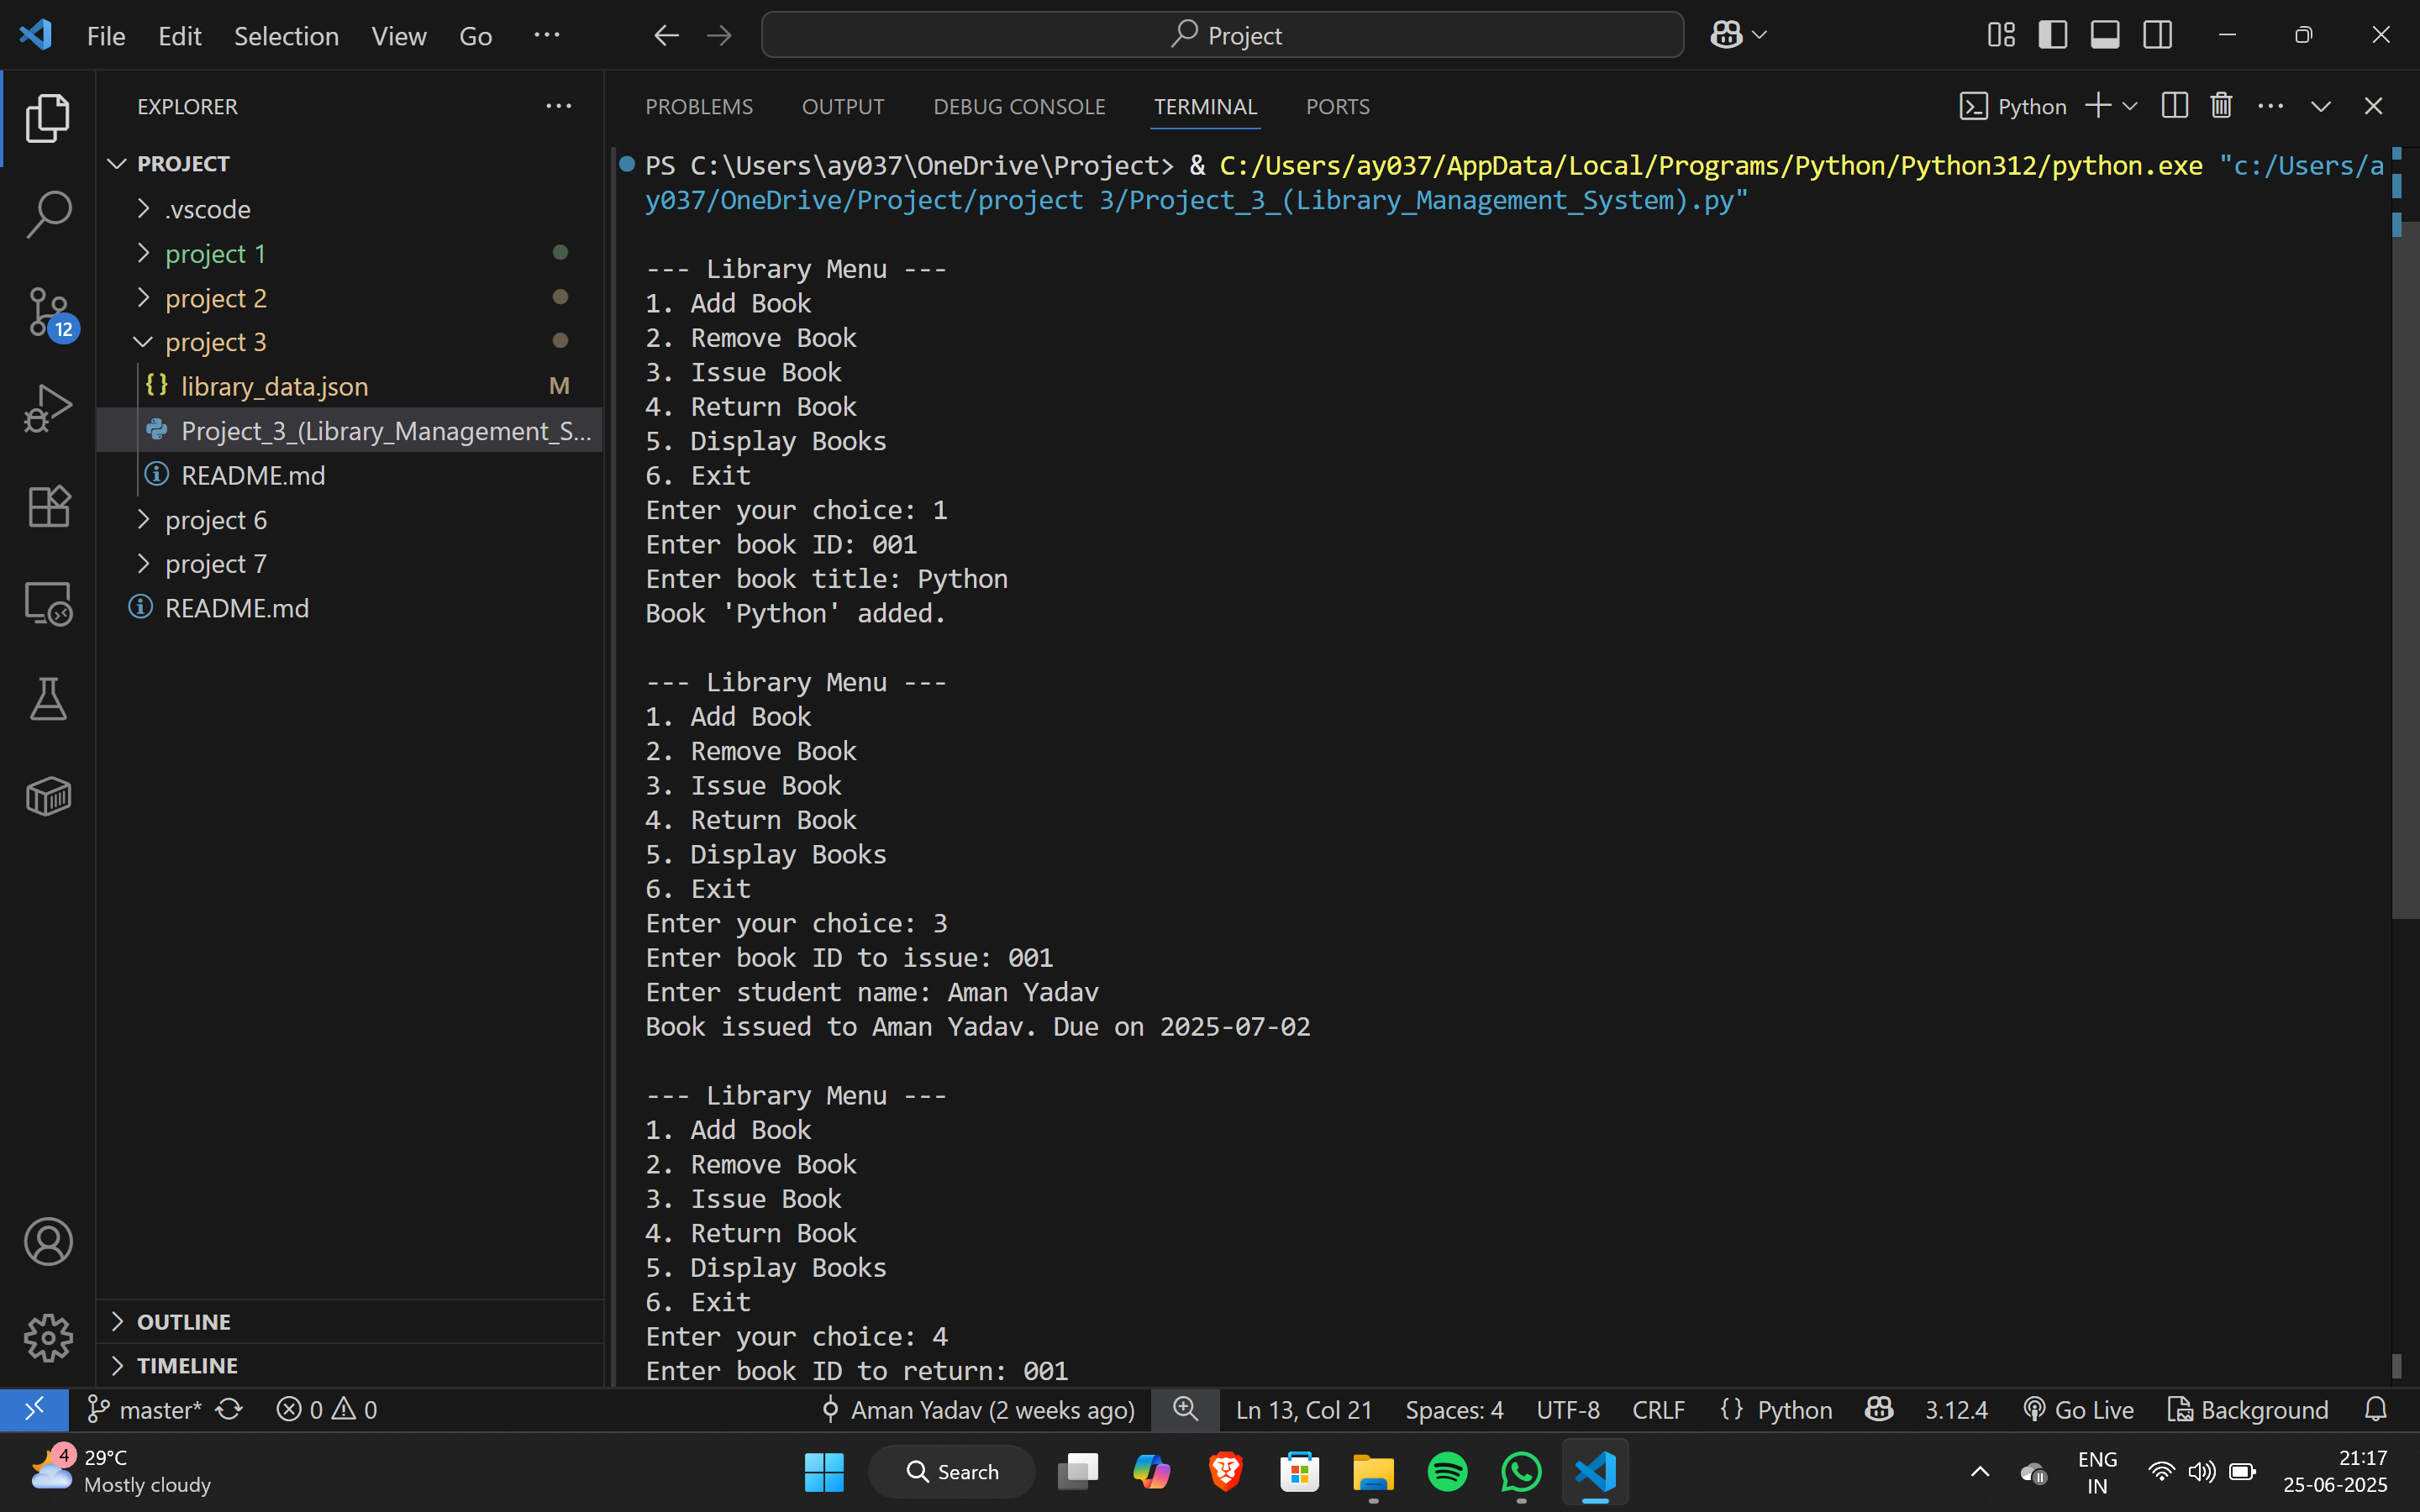 File Edit Selection View Go ...
Project
EXPLORER
PROJECT
.vscode
project 1
project 2
project 3
{} library_data.json M
Project_3_(Library_Management_S...
README.md
project 6
project 7
README.md
OUTLINE
TIMELINE
12
PROBLEMS OUTPUT DEBUG CONSOLE TERMINAL PORTS
Python
PS C:\Users\ay037\OneDrive\Project> & C:/Users/ay037/AppData/Local/Programs/Python/Python312/python.exe "c:/Users/a
y037/OneDrive/Project/project 3/Project_3_(Library_Management_System).py"
--- Library Menu ---
1. Add Book
2. Remove Book
3. Issue Book
4. Return Book
5. Display Books
6. Exit
Enter your choice: 1
Enter book ID: 001
Enter book title: Python
Book 'Python' added.
--- Library Menu ---
1. Add Book
2. Remove Book
3. Issue Book
4. Return Book
5. Display Books
6. Exit
Enter your choice: 3
Enter book ID to issue: 001
Enter student name: Aman Yadav
Book issued to Aman Yadav. Due on 2025-07-02
--- Library Menu ---
1. Add Book
2. Remove Book
3. Issue Book
4. Return Book
5. Display Books
6. Exit
Enter your choice: 4
Enter book ID to return: 001
master* 0 0 Aman Yadav (2 weeks ago) Ln 13, Col 21 Spaces: 4 UTF-8 CRLF {} Python 3.12.4 Go Live Background
4
29°C
Mostly cloudy
Search
ENG
IN
21:17
25-06-2025